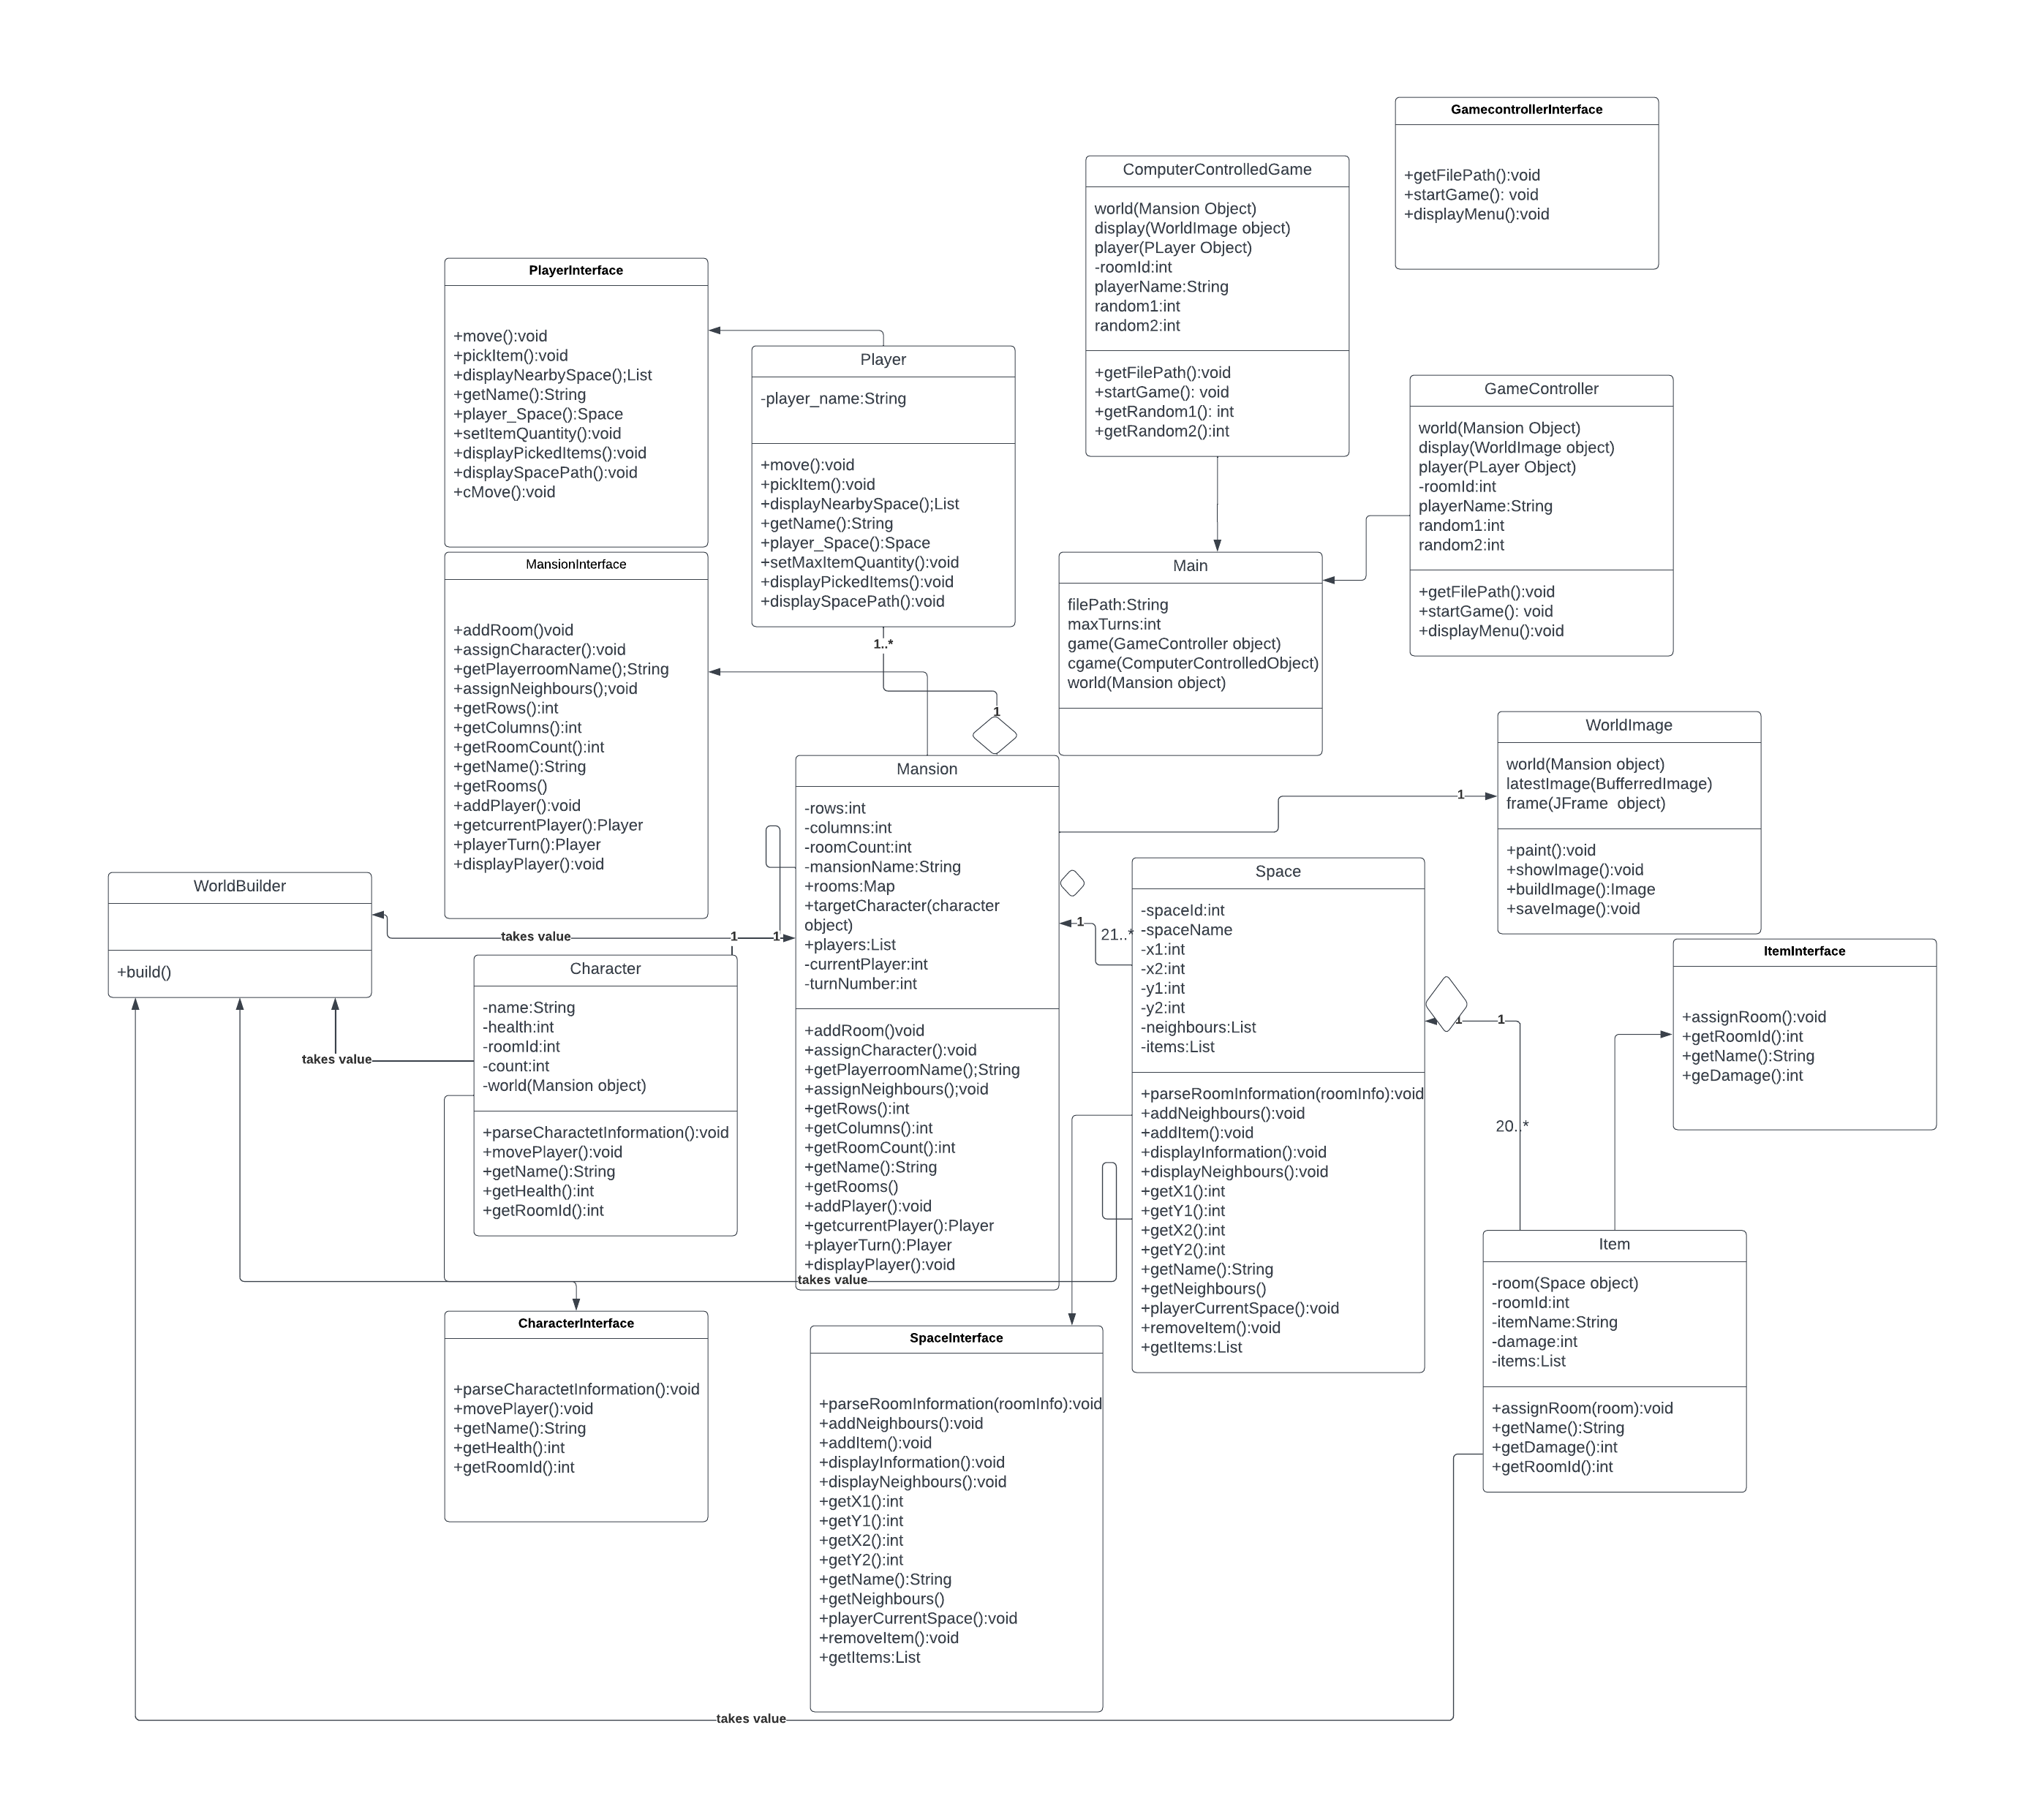 GamecontrollerInterface
+getFilePath():void
+startGame(): void
+displayMenu():void
ComputerControlledGame
world(Mansion Object)
display(WorldImage object)
player(PLayer Object)
-roomId:int
playerName:String
random1:int
random2:int
+getFilePath():void
+startGame(): void
+getRandom1(): int
+getRandom2():int
PlayerInterface
+move():void
+pickItem():void
+displayNearbySpace();List
+getName():String
+player_Space():Space
+setItemQuantity():void
+displayPickedItems():void
+displaySpacePath():void
+cMove():void
Player
-player_name:String
+move():void
+pickItem():void
+displayNearbySpace();List
+getName():String
+player_Space():Space
+setMaxItemQuantity():void
+displayPickedItems():void
+displaySpacePath():void
1..*
1
GameController
world(Mansion Object)
display(WorldImage object)
player(PLayer Object)
-roomId:int
playerName:String
random1:int
random2:int
+getFilePath():void
+startGame(): void
+displayMenu():void
MansionInterface
+addRoom()void
+assignCharacter():void
+getPlayerroomName();String
+assignNeighbours();void
+getRows():int
+getColumns():int
+getRoomCount():int
+getName():String
+getRooms()
+addPlayer():void
+getcurrentPlayer():Player
+playerTurn():Player
+displayPlayer():void
Main
filePath:String
maxTurns:int
game(GameController object)
cgame(ComputerControlledObject)
world(Mansion object)
WorldImage
world(Mansion object)
latestImage(BufferredImage)
frame(JFrame  object)
+paint():void
+showImage():void
+buildImage():Image
+saveImage():void
1
Mansion
-rows:int
-columns:int
-roomCount:int
-mansionName:String
+rooms:Map
+targetCharacter(character
object)
+players:List
-currentPlayer:int
-turnNumber:int
+addRoom()void
+assignCharacter():void
+getPlayerroomName();String
+assignNeighbours();void
+getRows():int
+getColumns():int
+getRoomCount():int
+getName():String
+getRooms()
+addPlayer():void
+getcurrentPlayer():Player
+playerTurn():Player
+displayPlayer():void
takes value
WorldBuilder
+build()
takes value
1
1
1
21..*
Space
-spaceId:int
-spaceName
-x1:int
-x2:int
-y1:int
-y2:int
-neighbours:List
-items:List
+parseRoomInformation(roomInfo):void
+addNeighbours():void
+addItem():void
+displayInformation():void
+displayNeighbours():void
+getX1():int
+getY1():int
+getX2():int
+getY2():int
+getName():String
+getNeighbours()
+playerCurrentSpace():void
+removeItem():void
+getItems:List
ItemInterface
+assignRoom():void
+getRoomId():int
+getName():String
+geDamage():int
1
1
20..*
Character
-name:String
-health:int
-roomId:int
-count:int
-world(Mansion object)
+parseCharactetInformation():void
+movePlayer():void
+getName():String
+getHealth():int
+getRoomId():int
takes value
Item
-room(Space object)
-roomId:int
-itemName:String
-damage:int
-items:List
+assignRoom(room):void
+getName():String
+getDamage():int
+getRoomId():int
CharacterInterface
+parseCharactetInformation():void
+movePlayer():void
+getName():String
+getHealth():int
+getRoomId():int
SpaceInterface
+parseRoomInformation(roomInfo):void
+addNeighbours():void
+addItem():void
+displayInformation():void
+displayNeighbours():void
+getX1():int
+getY1():int
+getX2():int
+getY2():int
+getName():String
+getNeighbours()
+playerCurrentSpace():void
+removeItem():void
+getItems:List
takes value